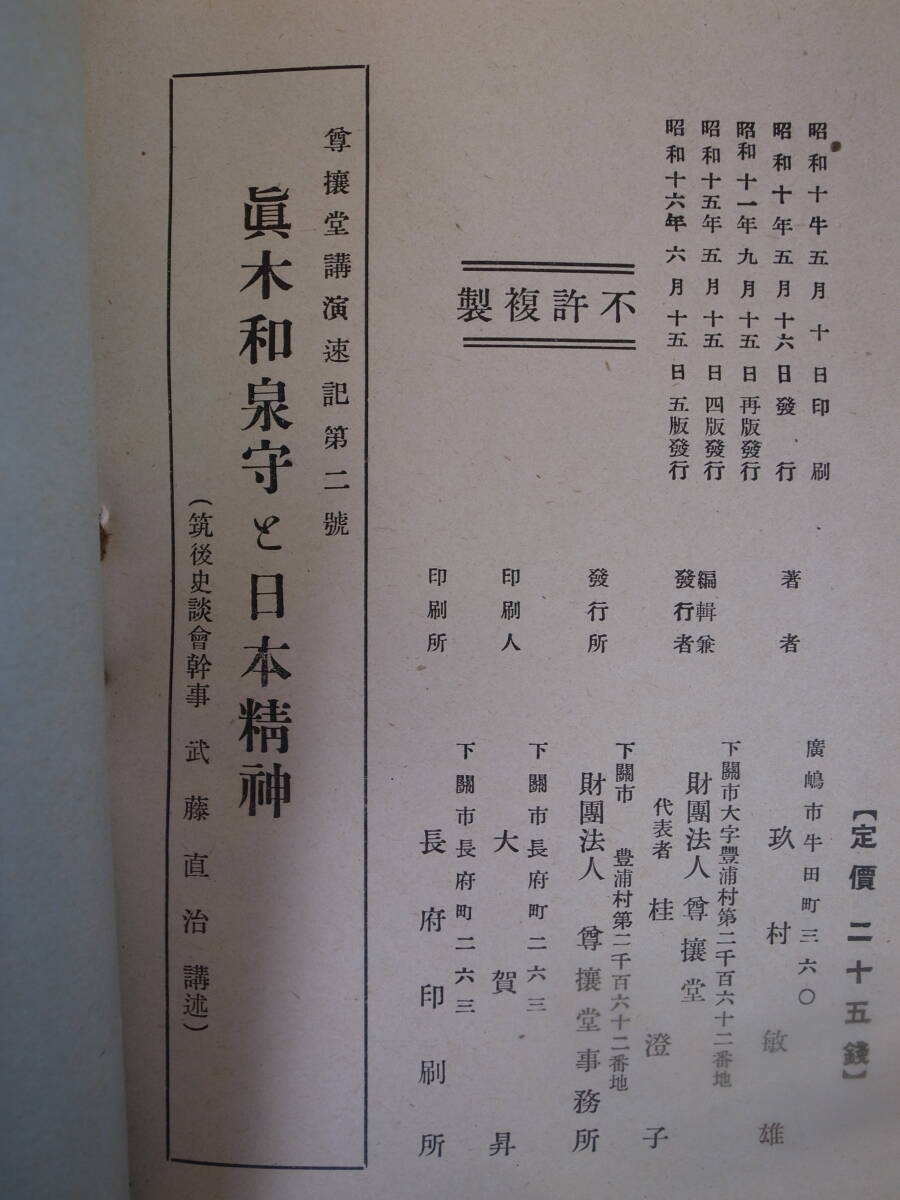 昭和十年五月十日印刷
昭和十年五月十六日發行
昭和十一年九月十五日再版發行
昭和十五年五月十五日四版發行
昭和十六年六月十五日五版發行
不許複製
【定價 二十五錢】
著者
廣嶋市牛田町三六〇
玖村敏雄
編輯兼
發行者
下關市大字豐浦村第二千百六十二番地
財團法人 尊攘堂
代表者 桂澄子
發行所
下關市 豊浦村第二千百六十二番地
財團法人 尊攘堂事務所
印刷人
下關市長府町二六三
大賀昇
印刷所
下關市長府町二六三
長府印刷所
尊攘堂講演速記第二號
眞木和泉守と日本精神
（筑後史談會幹事 武藤直治講述）